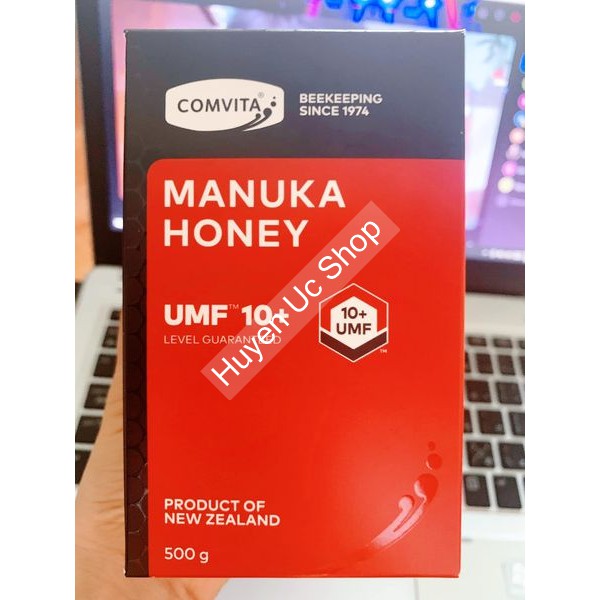 COMVITA®
BEEKEEPING
SINCE 1974
MANUKA
HONEY
UMF™ 10+
LEVEL GUARANTEED
10+
UMF
™
Huyen Uc Shop
PRODUCT OF
NEW ZEALAND
500 g